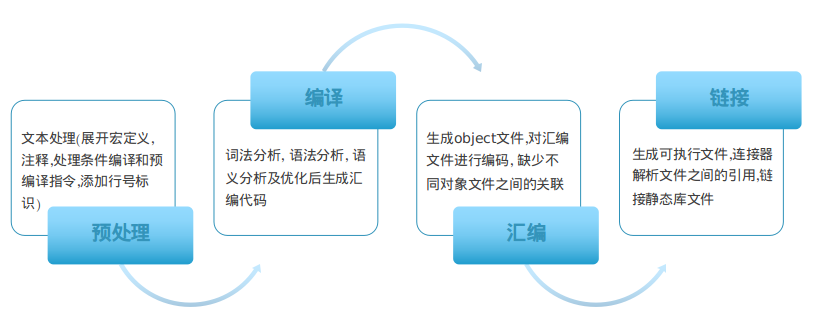 文本处理(展开宏定义,
注释,处理条件编译和预
编译指令,添加行号标
识)
预处理
编译
词法分析, 语法分析, 语
义分析及优化后生成汇
编代码
生成object文件,对汇编
文件进行编码, 缺少不
同对象文件之间的关联
汇编
链接
生成可执行文件,连接器
解析文件之间的引用,链
接静态库文件